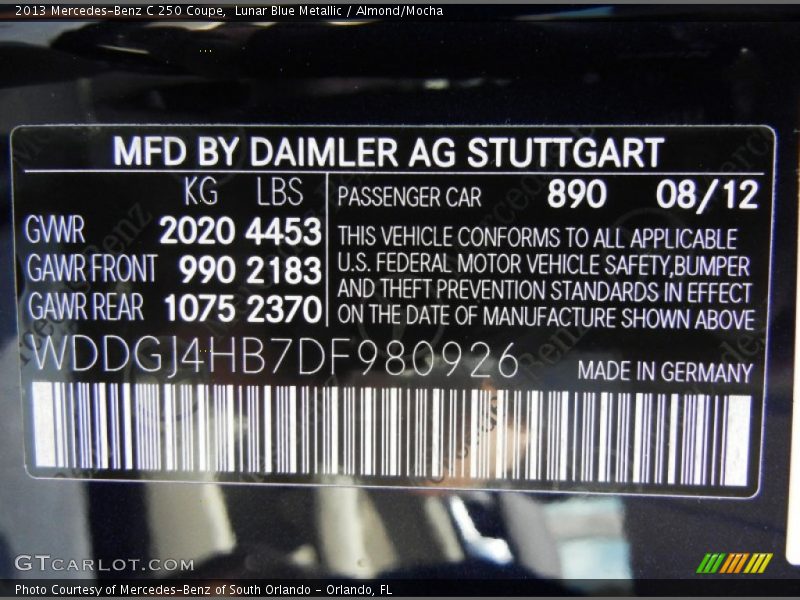 2013 Mercedes-Benz C 250 Coupe,  Lunar Blue Metallic / Almond/Mocha
MFD BY DAIMLER AG STUTTGART
KG LBS
PASSENGER CAR 890 08/12
GVWR 2020 4453
GAWR FRONT 990 2183
GAWR REAR 1075 2370
THIS VEHICLE CONFORMS TO ALL APPLICABLE
U.S. FEDERAL MOTOR VEHICLE SAFETY,BUMPER
AND THEFT PREVENTION STANDARDS IN EFFECT
ON THE DATE OF MANUFACTURE SHOWN ABOVE
WDDGJ4HB7DF980926
MADE IN GERMANY
GTCARLOT.COM
Photo Courtesy of Mercedes-Benz of South Orlando - Orlando, FL